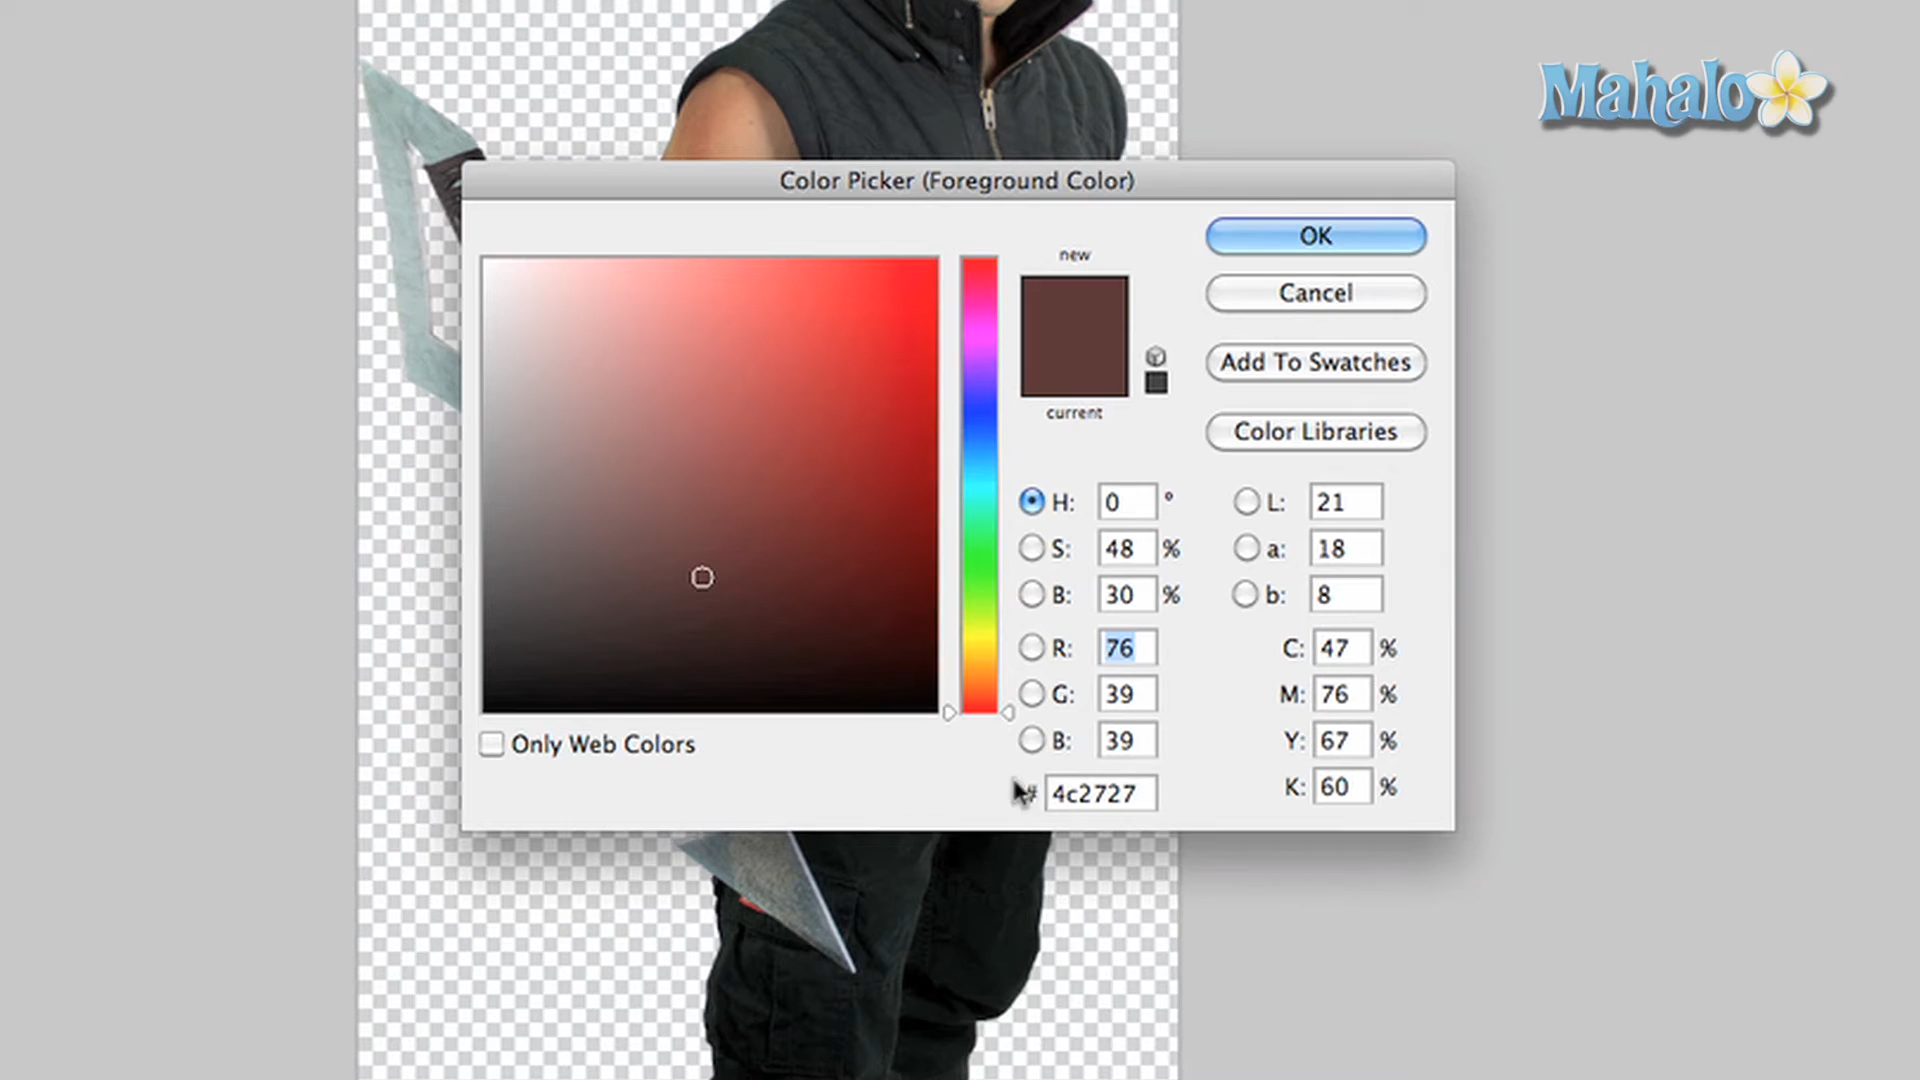 Mahalo
Color Picker (Foreground Color)
OK
new
Cancel
Add To Swatches
current
Color Libraries
H: 0 ° L: 21
S: 48 % a: 18
B: 30 % b: 8
R: 76 C: 47 %
G: 39 M: 76 %
Only Web Colors B: 39 Y: 67 %
# 4c2727 K: 60 %